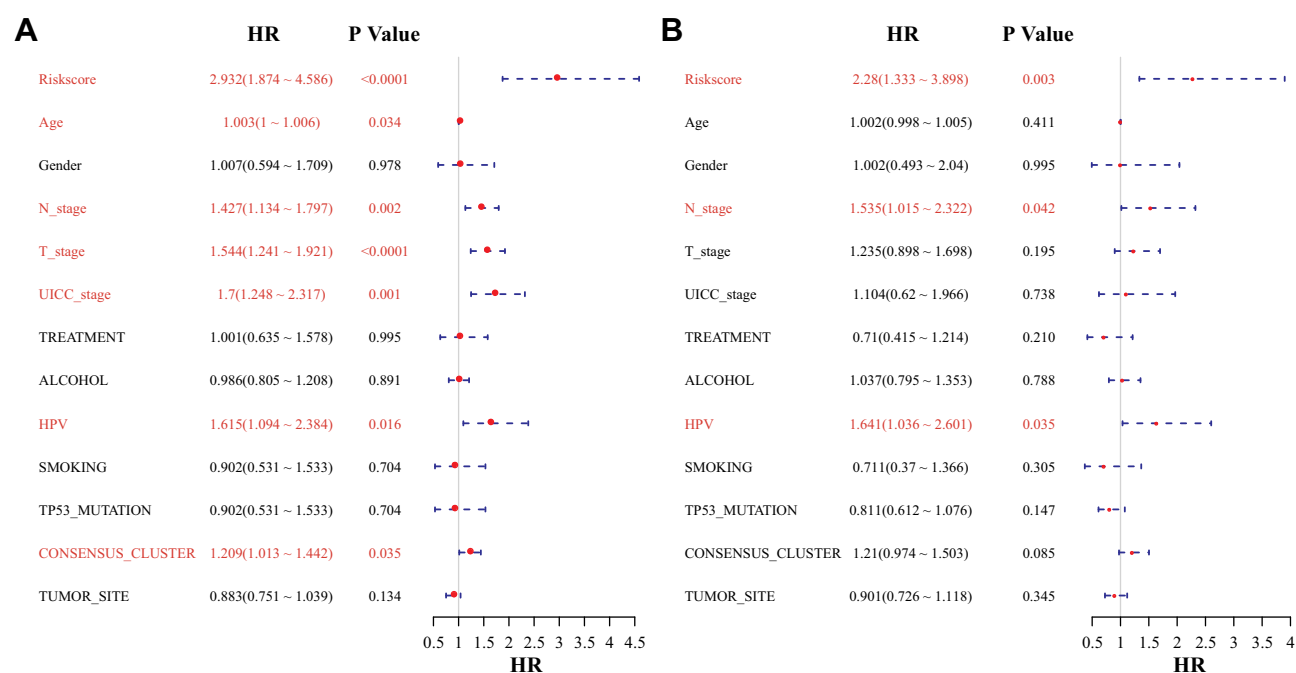 A
HR P Value
Riskscore 2.932(1.874 ~ 4.586) <0.0001
Age 1.003(1 ~ 1.006) 0.034
Gender 1.007(0.594 ~ 1.709) 0.978
N_stage 1.427(1.134 ~ 1.797) 0.002
T_stage 1.544(1.241 ~ 1.921) <0.0001
UICC_stage 1.7(1.248 ~ 2.317) 0.001
TREATMENT 1.001(0.635 ~ 1.578) 0.995
ALCOHOL 0.986(0.805 ~ 1.208) 0.891
HPV 1.615(1.094 ~ 2.384) 0.016
SMOKING 0.902(0.531 ~ 1.533) 0.704
TP53_MUTATION 0.902(0.531 ~ 1.533) 0.704
CONSENSUS_CLUSTER 1.209(1.013 ~ 1.442) 0.035
TUMOR_SITE 0.883(0.751 ~ 1.039) 0.134
0.5 1 1.5 2 2.5 3 3.5 4 4.5
HR
B
HR P Value
Riskscore 2.28(1.333 ~ 3.898) 0.003
Age 1.002(0.998 ~ 1.005) 0.411
Gender 1.002(0.493 ~ 2.04) 0.995
N_stage 1.535(1.015 ~ 2.322) 0.042
T_stage 1.235(0.898 ~ 1.698) 0.195
UICC_stage 1.104(0.62 ~ 1.966) 0.738
TREATMENT 0.71(0.415 ~ 1.214) 0.210
ALCOHOL 1.037(0.795 ~ 1.353) 0.788
HPV 1.641(1.036 ~ 2.601) 0.035
SMOKING 0.711(0.37 ~ 1.366) 0.305
TP53_MUTATION 0.811(0.612 ~ 1.076) 0.147
CONSENSUS_CLUSTER 1.21(0.974 ~ 1.503) 0.085
TUMOR_SITE 0.901(0.726 ~ 1.118) 0.345
0.5 1 1.5 2 2.5 3 3.5 4
HR